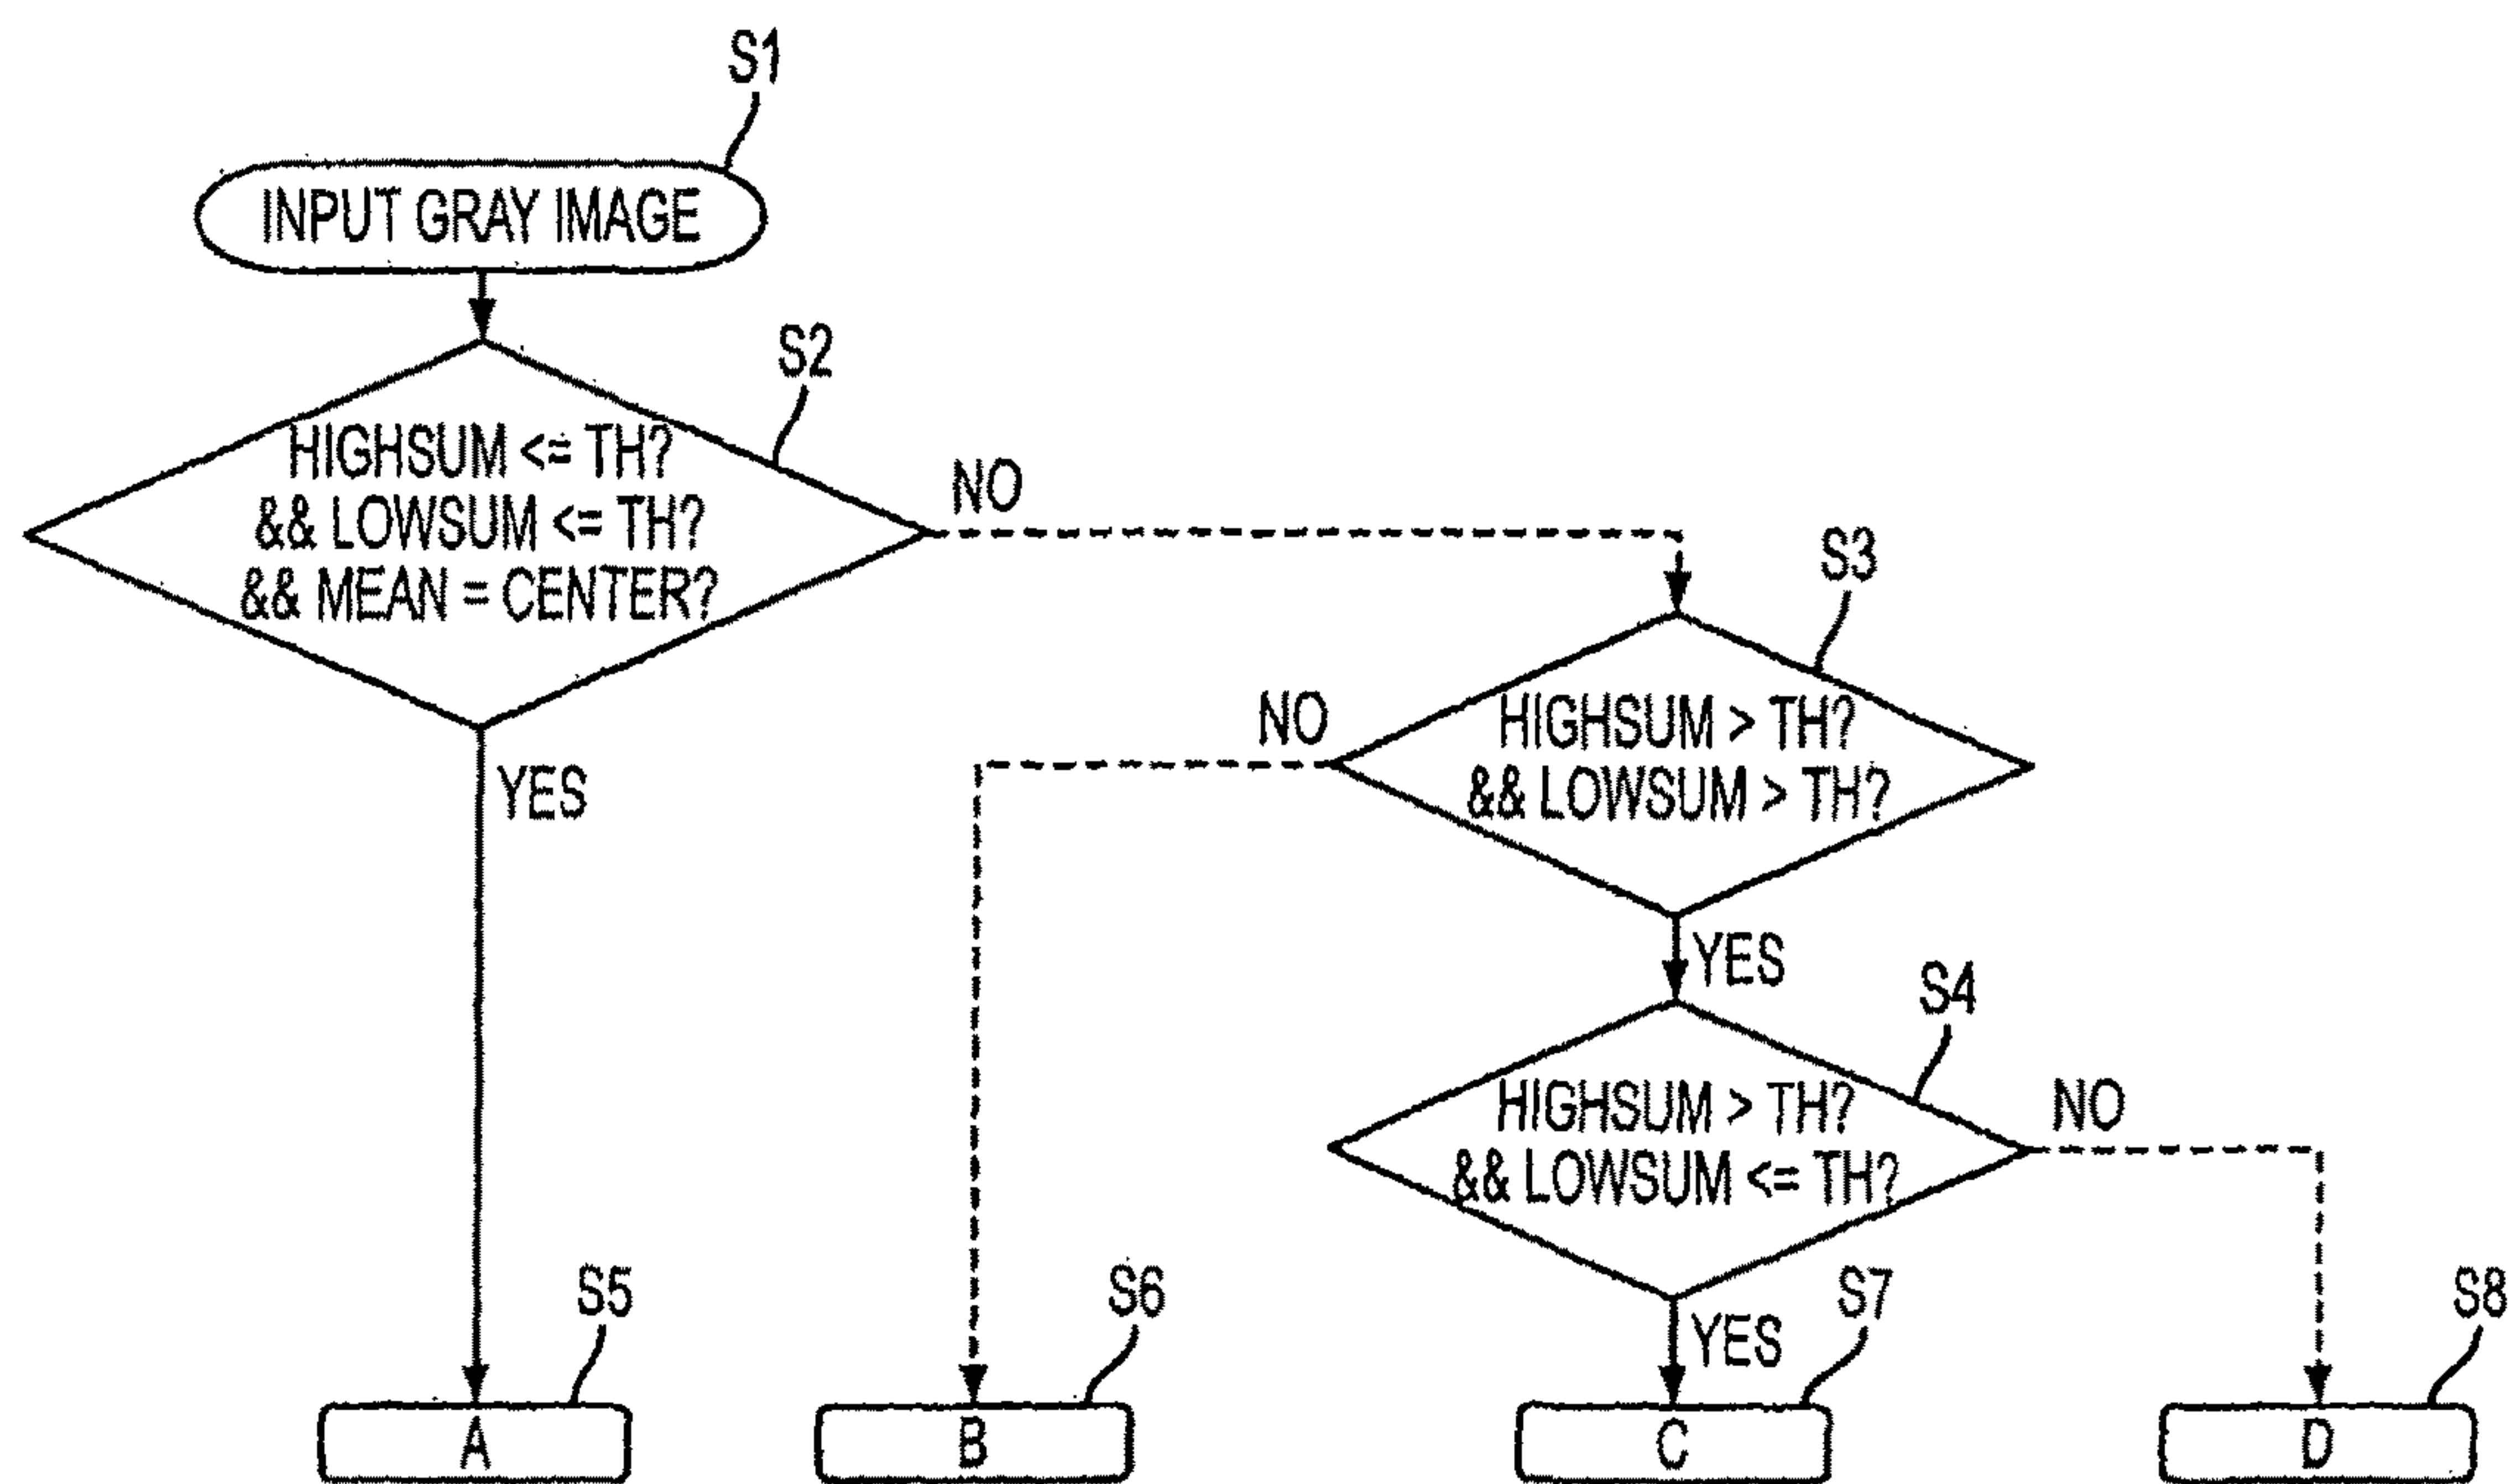 S1
INPUT GRAY IMAGE
S2
HIGHSUM <= TH?
&& LOWSUM <= TH?
&& MEAN = CENTER?
NO
YES
S3
HIGHSUM > TH?
&& LOWSUM > TH?
NO
YES
S4
HIGHSUM > TH?
&& LOWSUM <= TH?
NO
YES
S5
A
S6
B
S7
C
S8
D